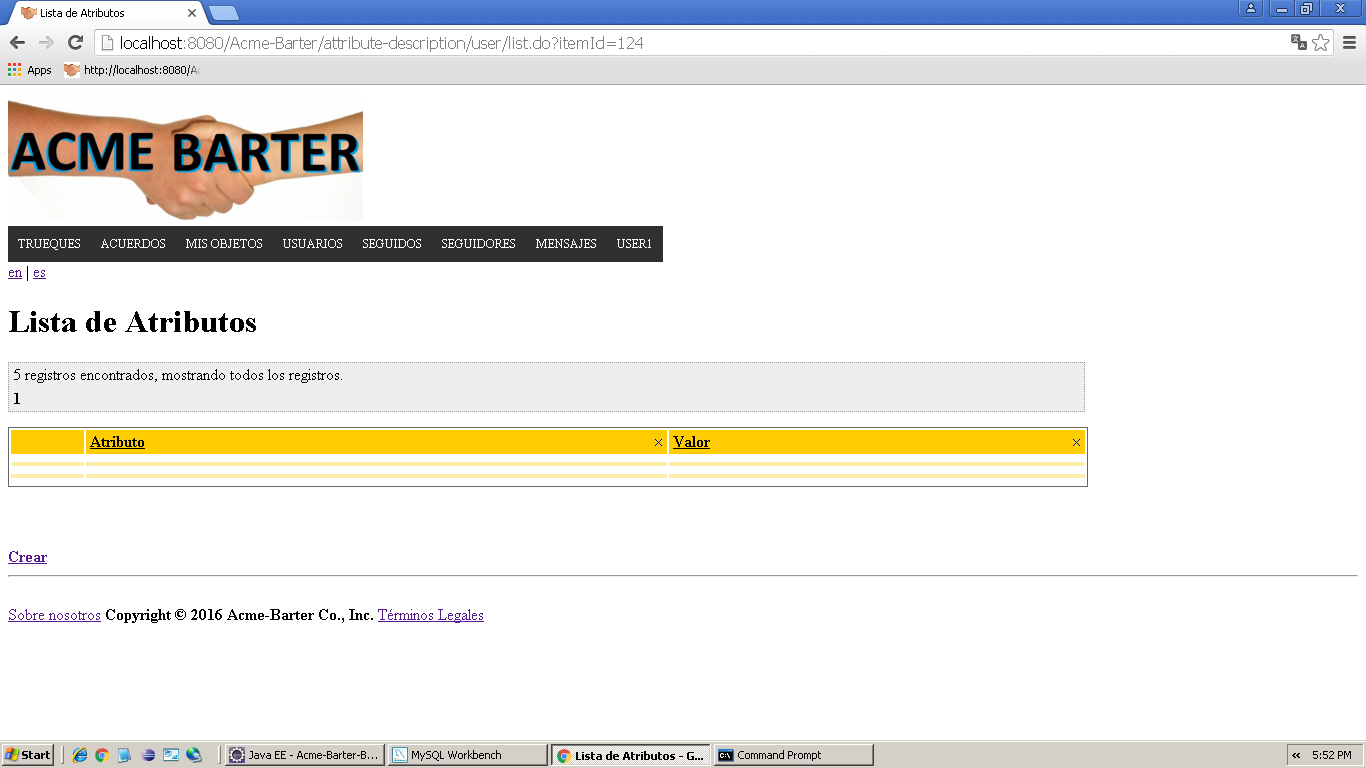 Lista de Atributos
localhost:8080/Acme-Barter/attribute-description/user/list.do?itemId=124
Apps http://localhost:8080/Ac
ACME BARTER
TRUEQUES ACUERDOS MIS OBJETOS USUARIOS SEGUIDOS SEGUIDORES MENSAJES USER1
en | es
Lista de Atributos
5 registros encontrados, mostrando todos los registros.
1
Atributo Valor
Crear
Sobre nosotros Copyright © 2016 Acme-Barter Co., Inc. Términos Legales
Start Java EE - Acme-Barter-B... MySQL Workbench Lista de Atributos - G... Command Prompt 5:52 PM